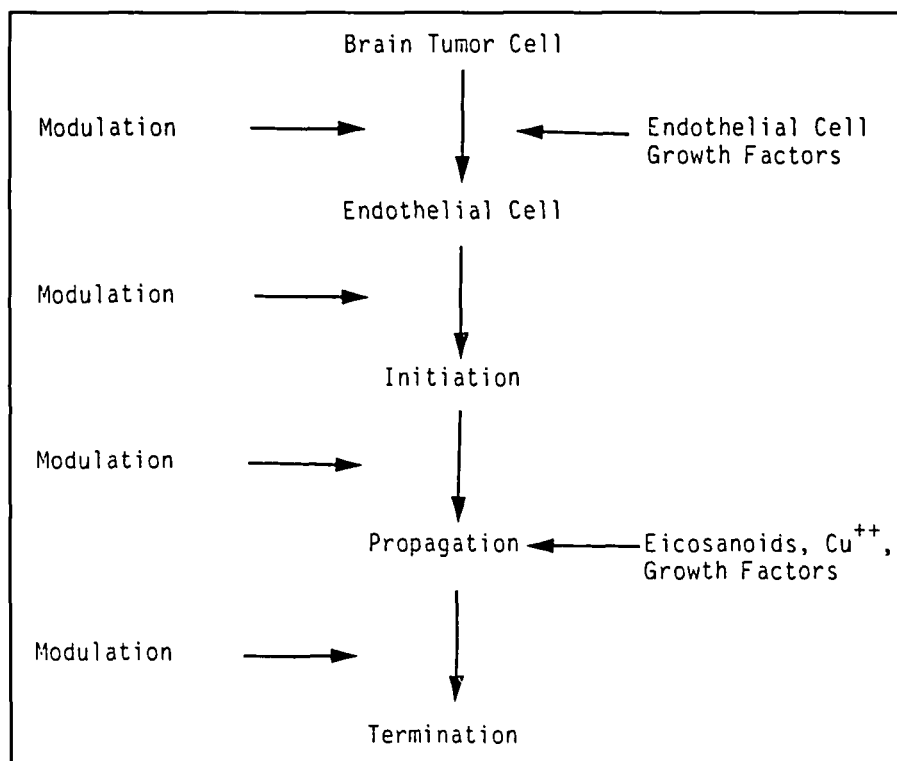 Brain Tumor Cell
Modulation
Endothelial Cell
Growth Factors
Endothelial Cell
Modulation
Initiation
Modulation
Propagation
Eicosanoids, Cu++,
Growth Factors
Modulation
Termination